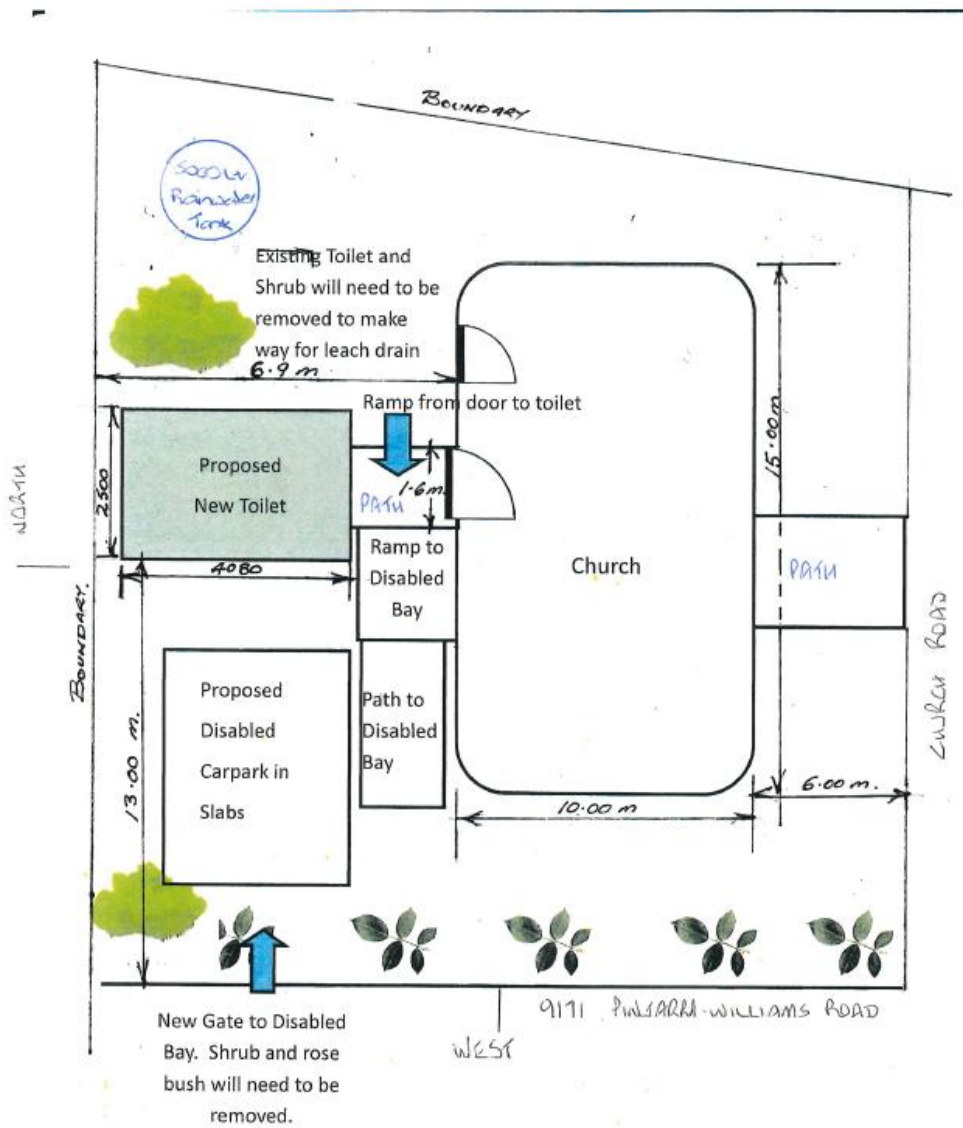 BOUNDARY
5000 Ltr
Rainwater
Tank
Existing Toilet and
Shrub will need to be
removed to make
way for leach drain
6.9 m
Ramp from door to toilet
15.00m.
NORTH
2500
Proposed
New Toilet
PATH
1.6m.
4080
Ramp to
Disabled
Bay
Church
PATH
CHURCH ROAD
BOUNDARY.
13.00 m.
Proposed
Disabled
Carpark in
Slabs
Path to
Disabled
Bay
10.00 m
6.00 m.
9171 PINJARRA-WILLIAMS ROAD
WEST
New Gate to Disabled
Bay. Shrub and rose
bush will need to be
removed.